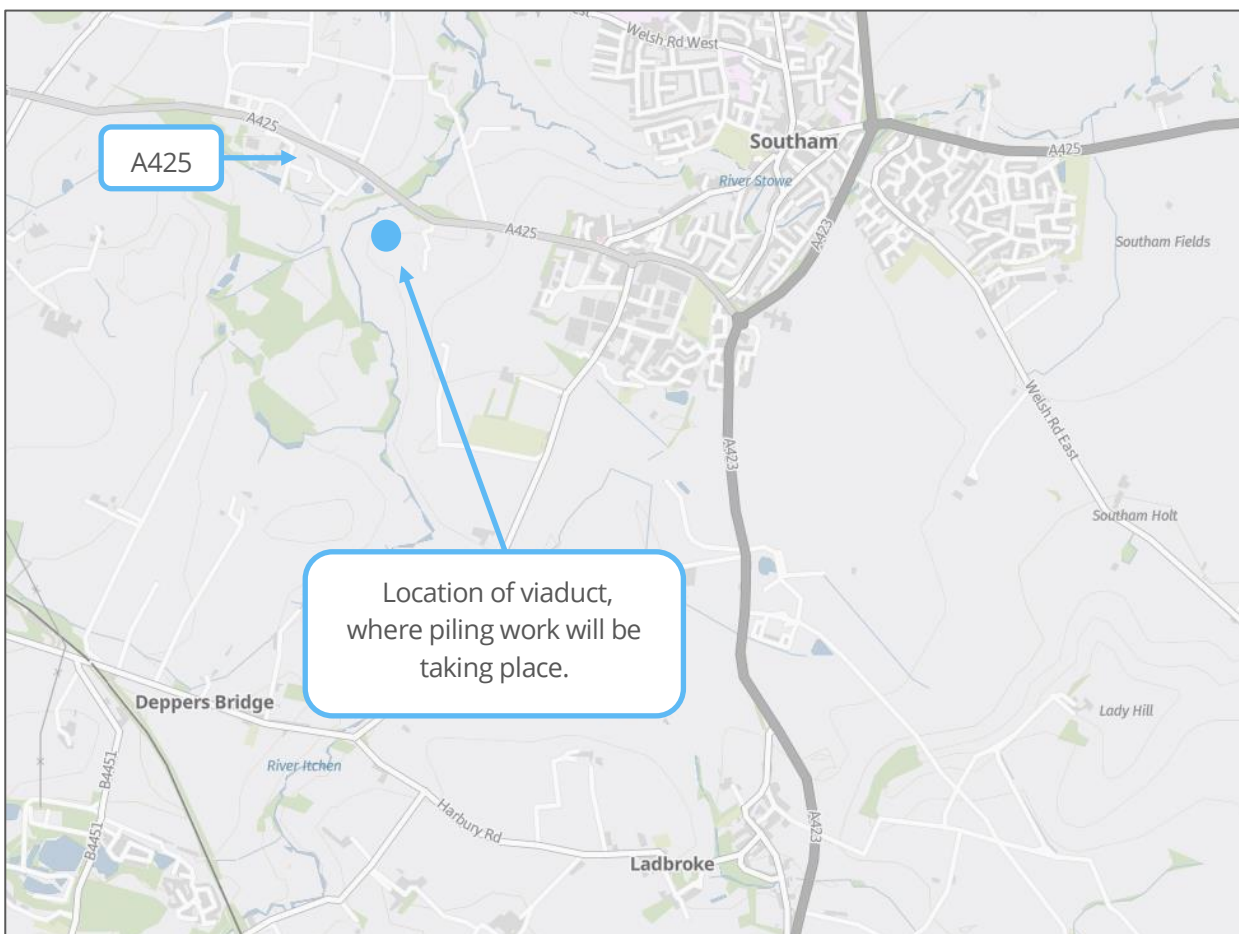 Welsh Rd West
A425
A425
Southam
River Stowe
A425
A425
A423
Southam Fields
Welsh Rd East
A423
Southam Holt
Location of viaduct,
where piling work will be
taking place.
Deppers Bridge
Lady Hill
River Itchen
B4451
B4451
Harbury Rd
A423
Ladbroke